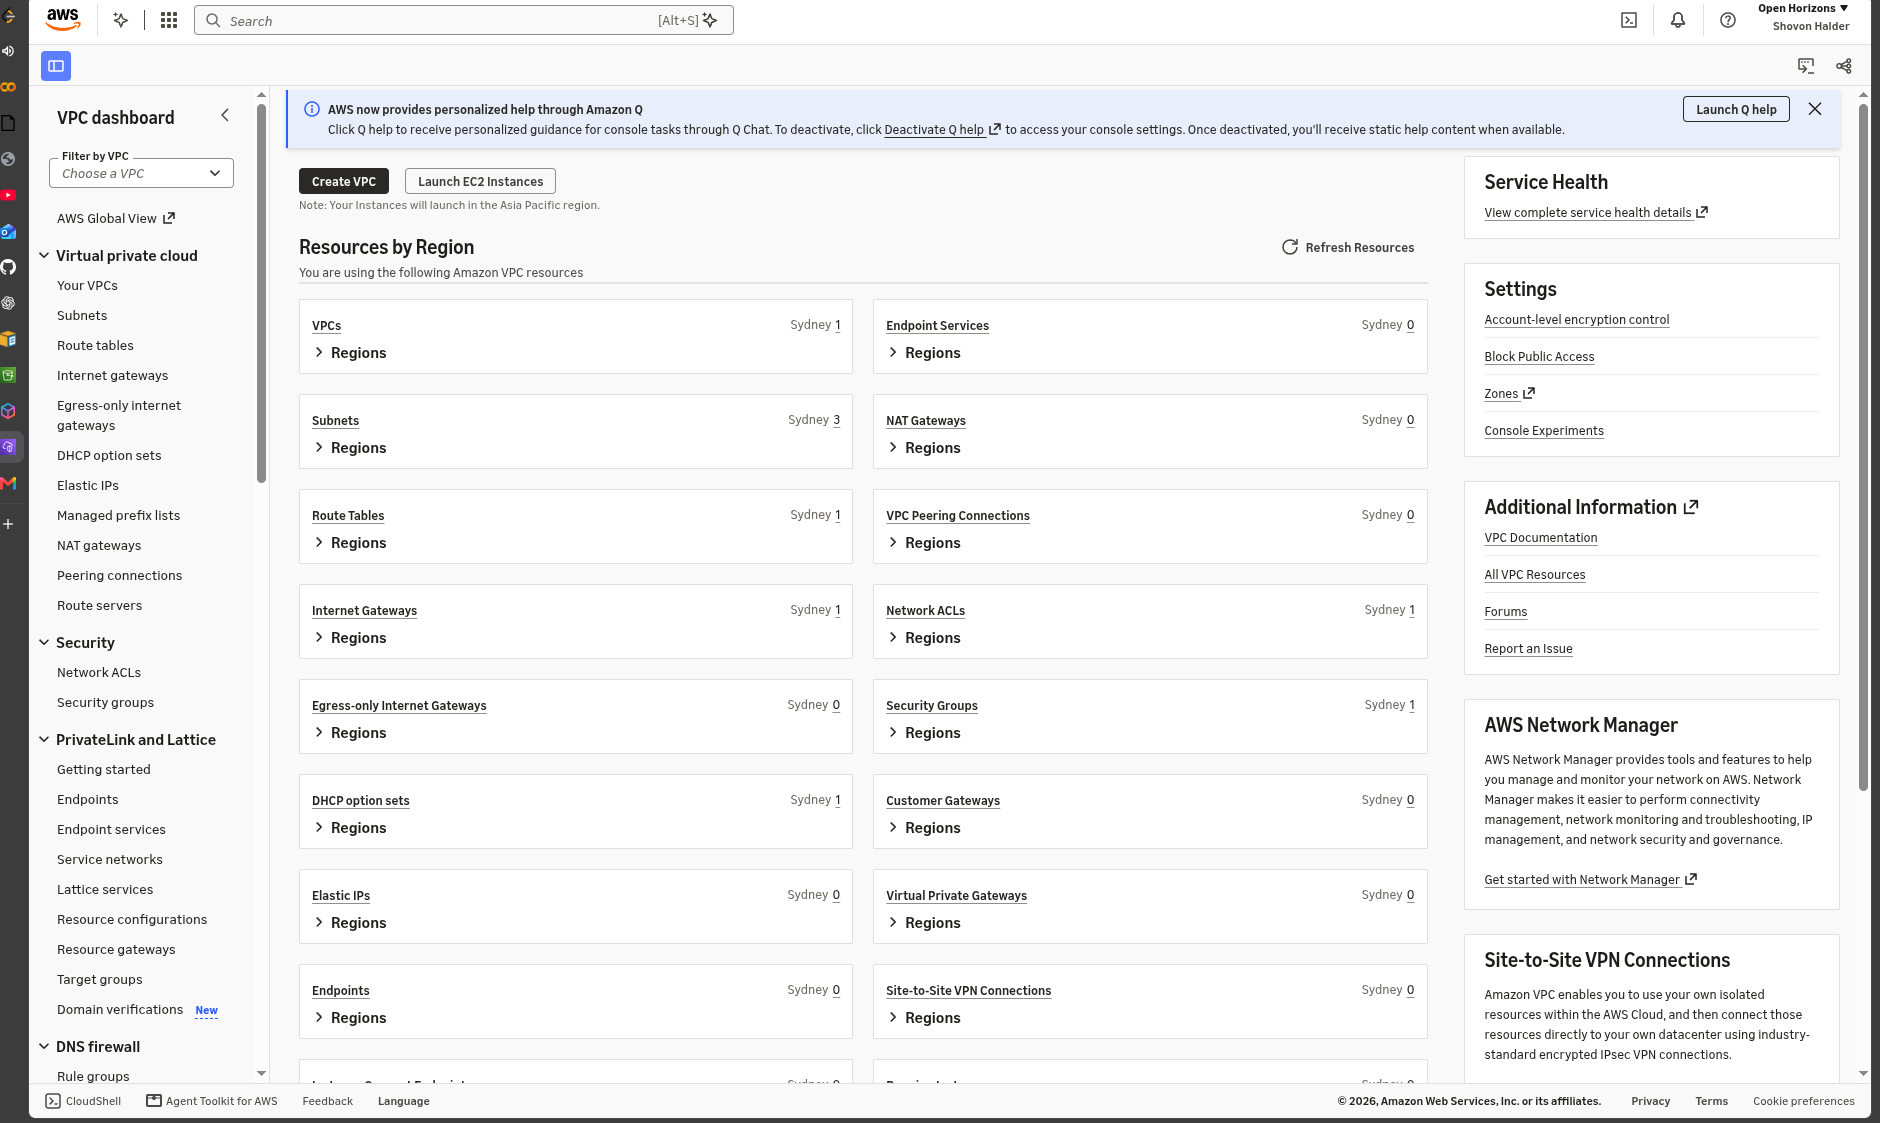 aws
Search
[Alt+S]
Open Horizons ▼
Shovon Halder
VPC dashboard
Filter by VPC
Choose a VPC
AWS Global View
Virtual private cloud
Your VPCs
Subnets
Route tables
Internet gateways
Egress-only internet
gateways
DHCP option sets
Elastic IPs
Managed prefix lists
NAT gateways
Peering connections
Route servers
Security
Network ACLs
Security groups
PrivateLink and Lattice
Getting started
Endpoints
Endpoint services
Service networks
Lattice services
Resource configurations
Resource gateways
Target groups
Domain verifications New
DNS firewall
Rule groups
AWS now provides personalized help through Amazon Q
Click Q help to receive personalized guidance for console tasks through Q Chat. To deactivate, click Deactivate Q help to access your console settings. Once deactivated, you'll receive static help content when available.
Launch Q help
Create VPC
Launch EC2 Instances
Note: Your Instances will launch in the Asia Pacific region.
Resources by Region
Refresh Resources
You are using the following Amazon VPC resources
VPCs Sydney 1
Regions
Endpoint Services Sydney 0
Regions
Subnets Sydney 3
Regions
NAT Gateways Sydney 0
Regions
Route Tables Sydney 1
Regions
VPC Peering Connections Sydney 0
Regions
Internet Gateways Sydney 1
Regions
Network ACLs Sydney 1
Regions
Egress-only Internet Gateways Sydney 0
Regions
Security Groups Sydney 1
Regions
DHCP option sets Sydney 1
Regions
Customer Gateways Sydney 0
Regions
Elastic IPs Sydney 0
Regions
Virtual Private Gateways Sydney 0
Regions
Endpoints Sydney 0
Regions
Site-to-Site VPN Connections Sydney 0
Regions
Service Health
View complete service health details
Settings
Account-level encryption control
Block Public Access
Zones
Console Experiments
Additional Information
VPC Documentation
All VPC Resources
Forums
Report an Issue
AWS Network Manager
AWS Network Manager provides tools and features to help
you manage and monitor your network on AWS. Network
Manager makes it easier to perform connectivity
management, network monitoring and troubleshooting, IP
management, and network security and governance.
Get started with Network Manager
Site-to-Site VPN Connections
Amazon VPC enables you to use your own isolated
resources within the AWS Cloud, and then connect those
resources directly to your own datacenter using industry-
standard encrypted IPsec VPN connections.
CloudShell
Agent Toolkit for AWS
Feedback
Language
© 2026, Amazon Web Services, Inc. or its affiliates.
Privacy
Terms
Cookie preferences